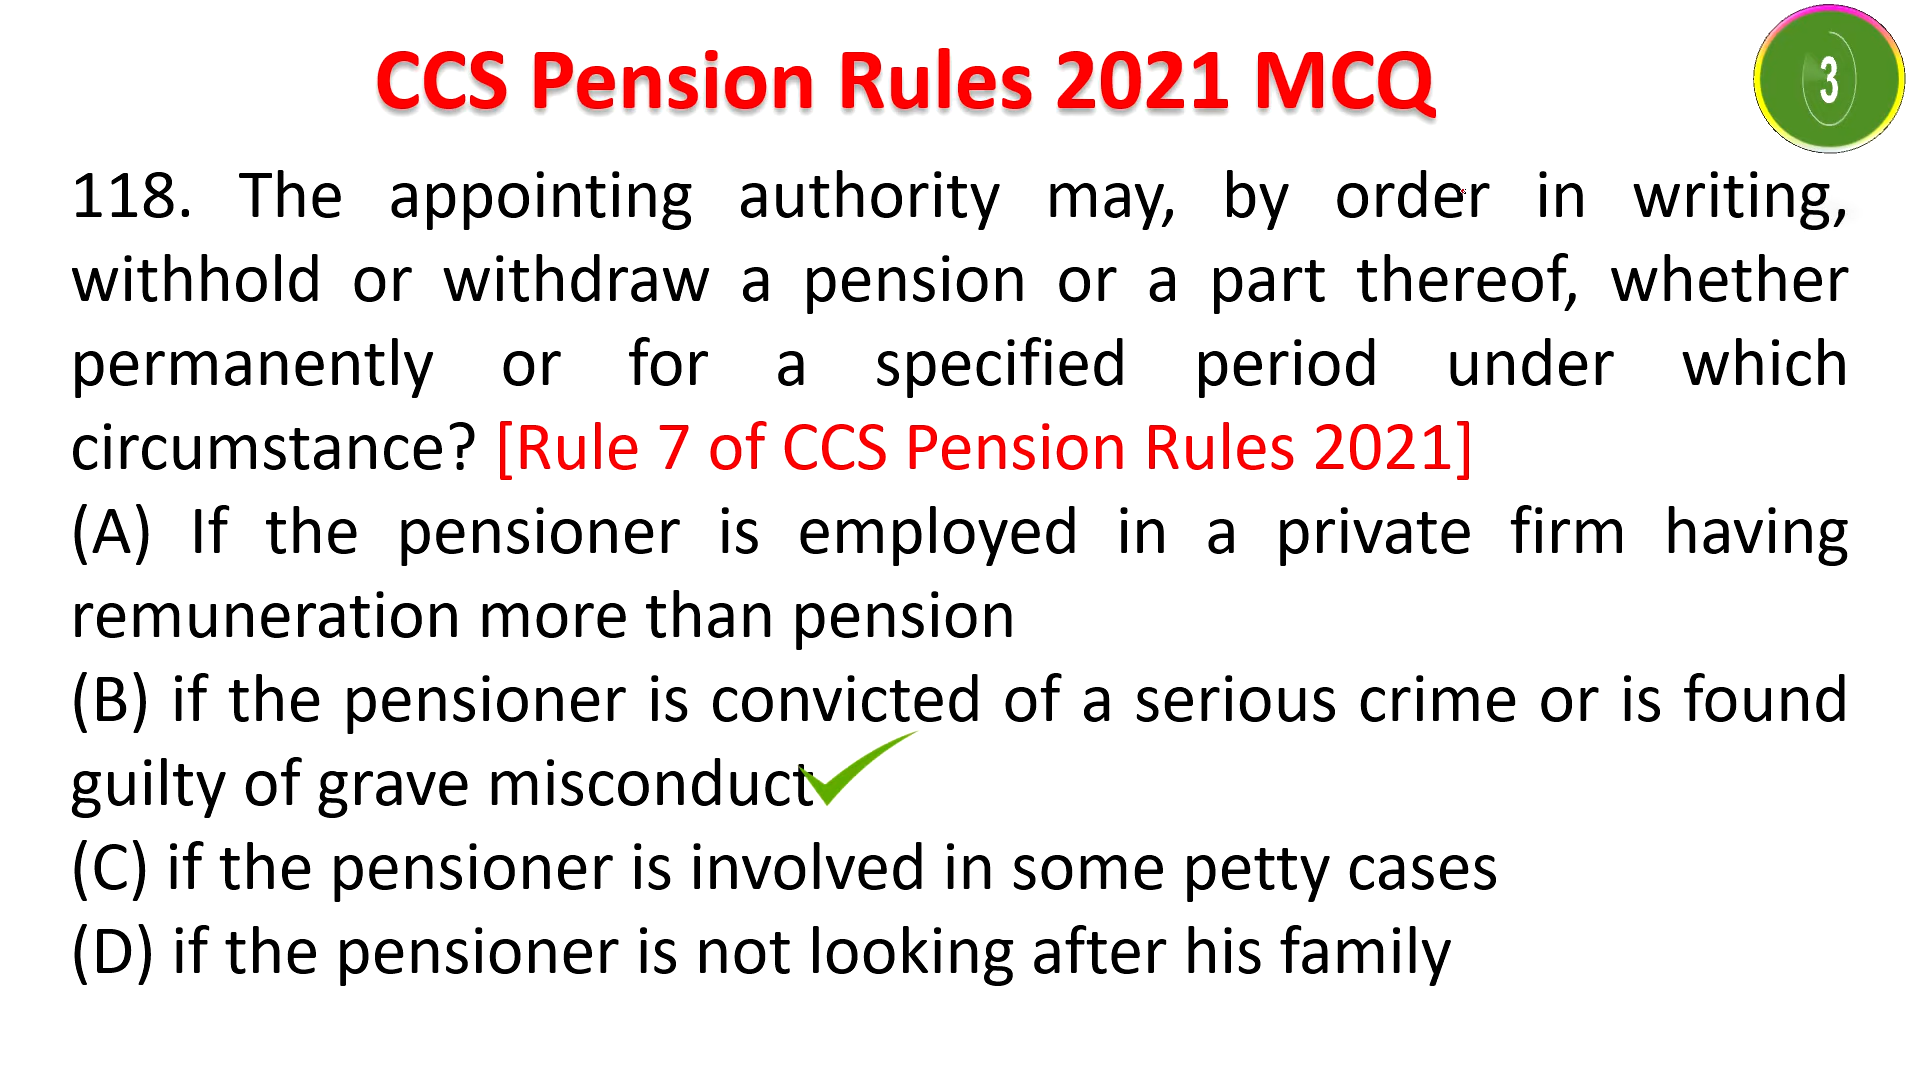 CCS Pension Rules 2021 MCQ
3
118. The appointing authority may, by order in writing,
withhold or withdraw a pension or a part thereof, whether
permanently or for a specified period under which
circumstance? [Rule 7 of CCS Pension Rules 2021]
(A) If the pensioner is employed in a private firm having
remuneration more than pension
(B) if the pensioner is convicted of a serious crime or is found
guilty of grave misconduct
(C) if the pensioner is involved in some petty cases
(D) if the pensioner is not looking after his family